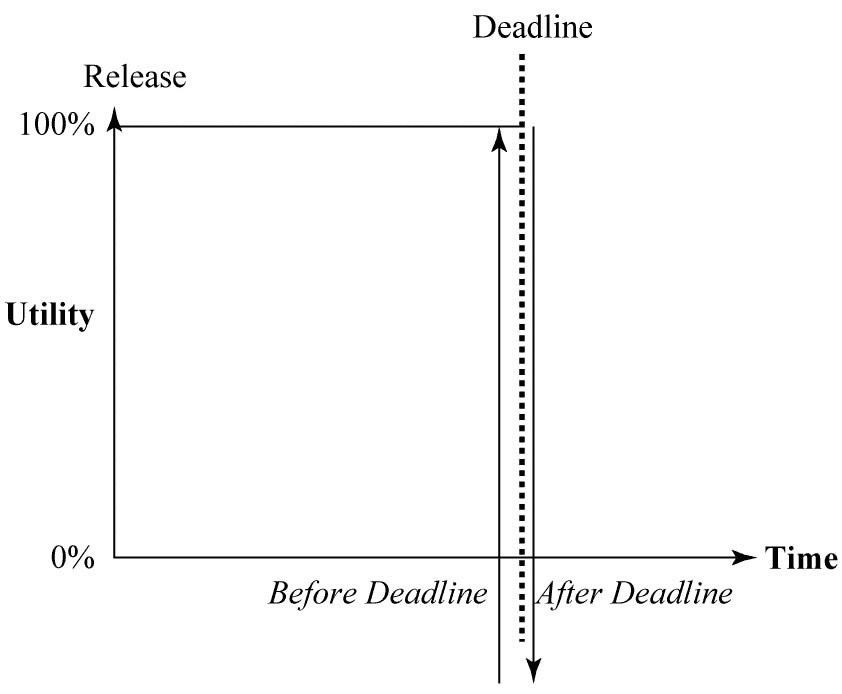 Deadline
Release
100%
Utility
0%
Time
Before Deadline
After Deadline